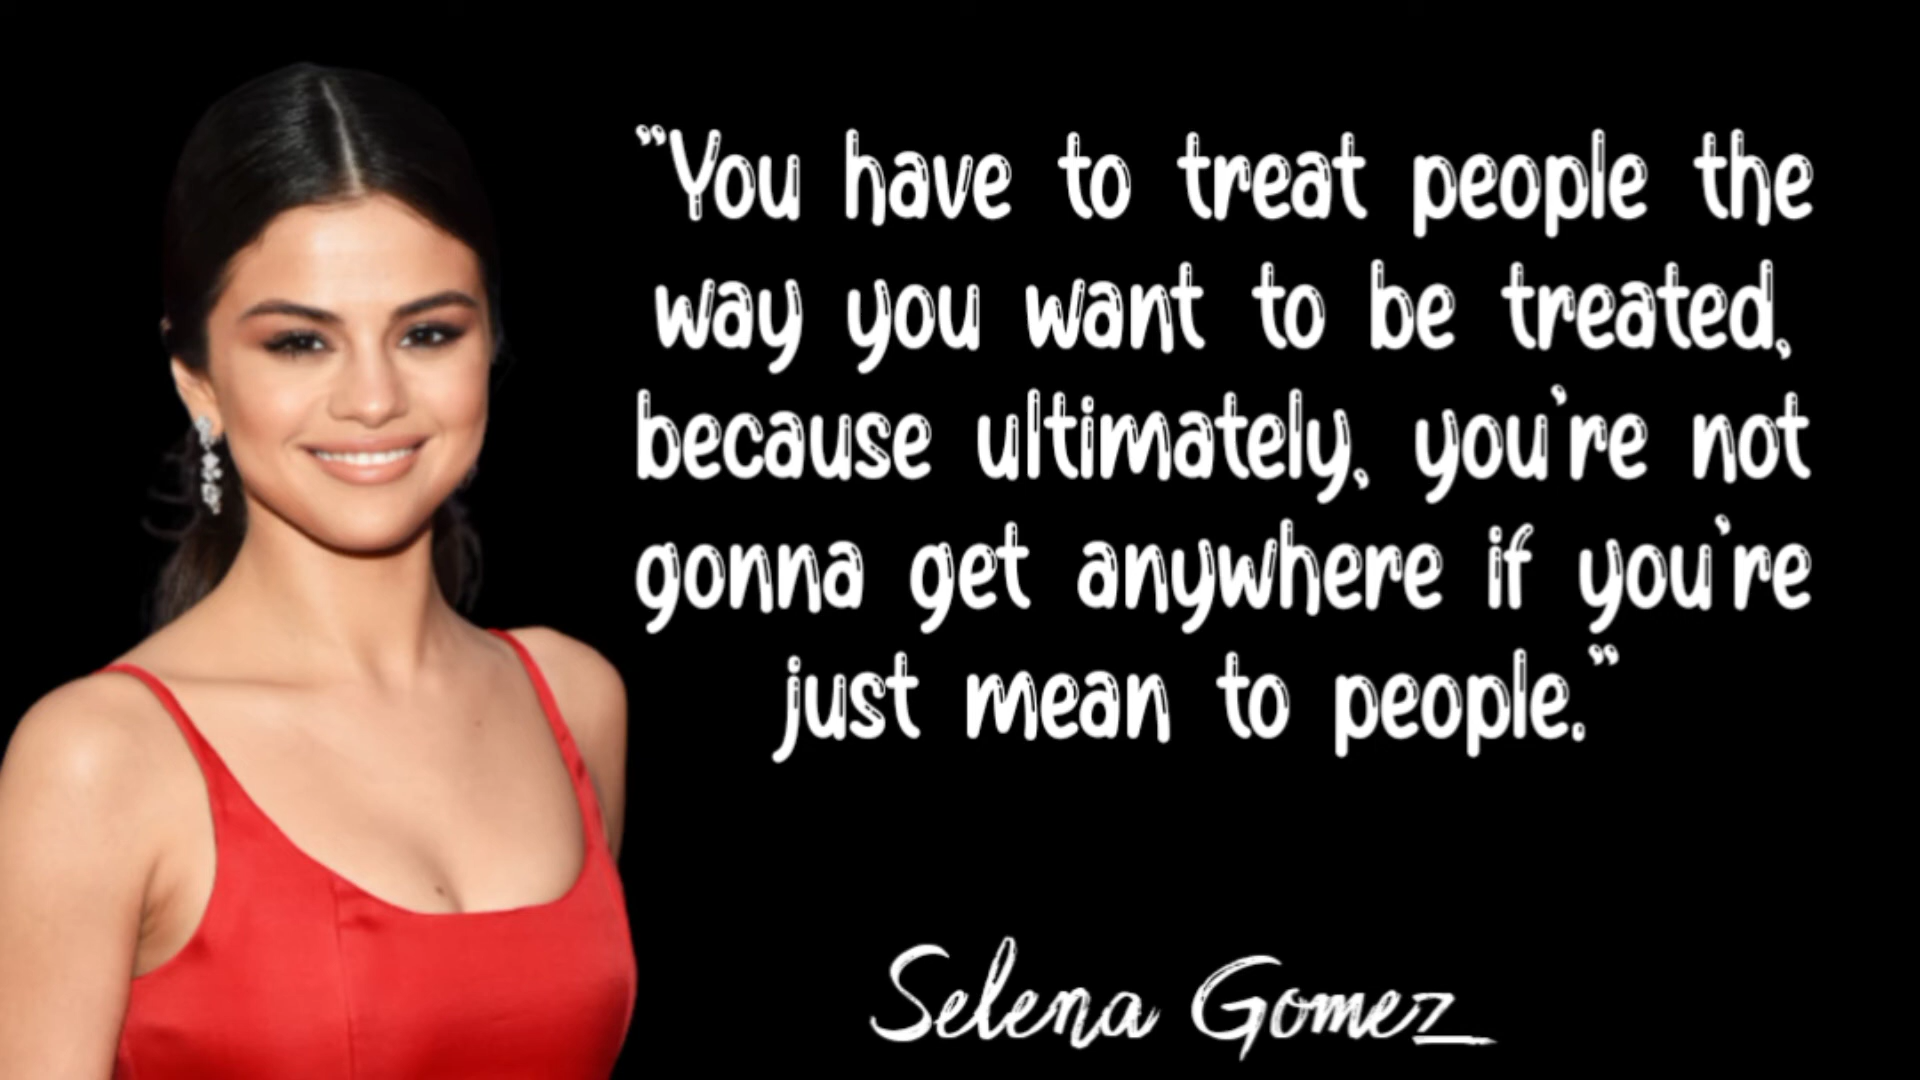 "You have to treat people the
way you want to be treated,
because ultimately, you're not
gonna get anywhere if you're
just mean to people."
Selena Gomez